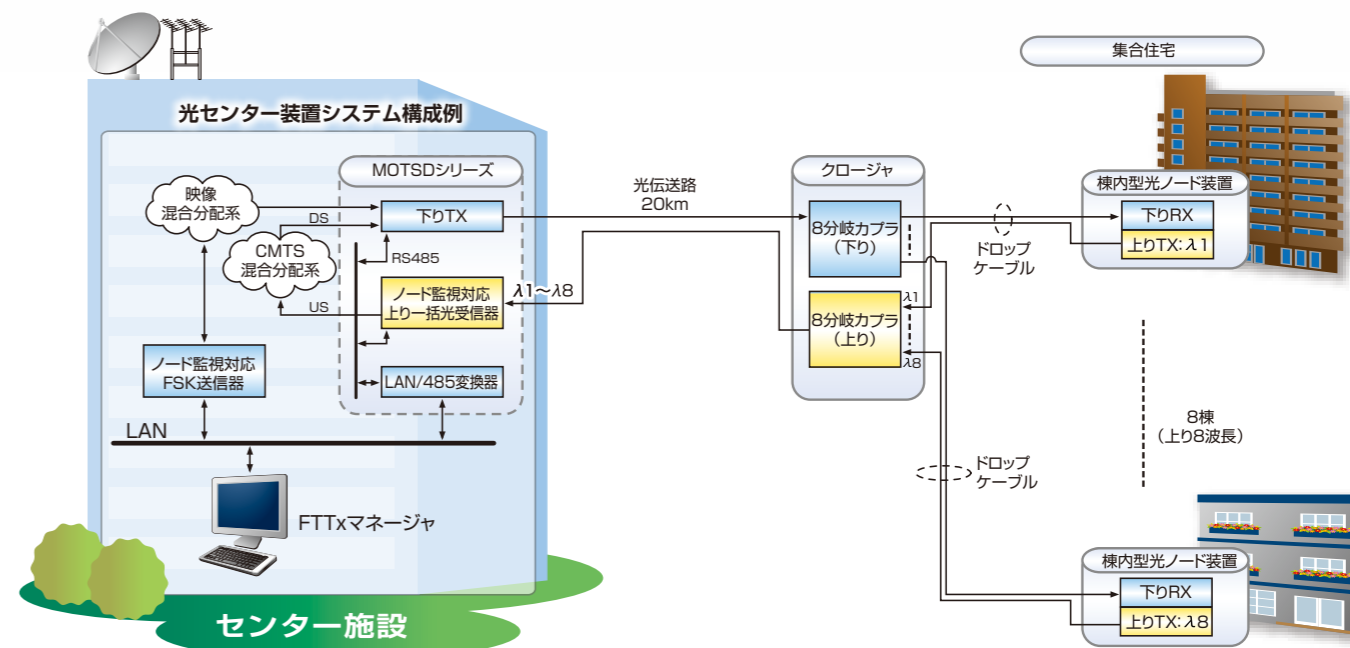 集合住宅
光センター装置システム構成例
MOTSDシリーズ
映像
混合分配系
DS
下りTX
CMTS
混合分配系
RS485
US
ノード監視対応
上り一括光受信器
λ1〜λ8
ノード監視対応
FSK送信器
LAN/485変換器
LAN
FTTxマネージャ
センター施設
光伝送路
20km
クロージャ
8分岐カプラ
(下り)
λ1
8分岐カプラ
(上り)
λ8
ドロップ
ケーブル
棟内型光ノード装置
下りRX
上りTX:λ1
8棟
(上り8波長)
ドロップ
ケーブル
棟内型光ノード装置
下りRX
上りTX:λ8